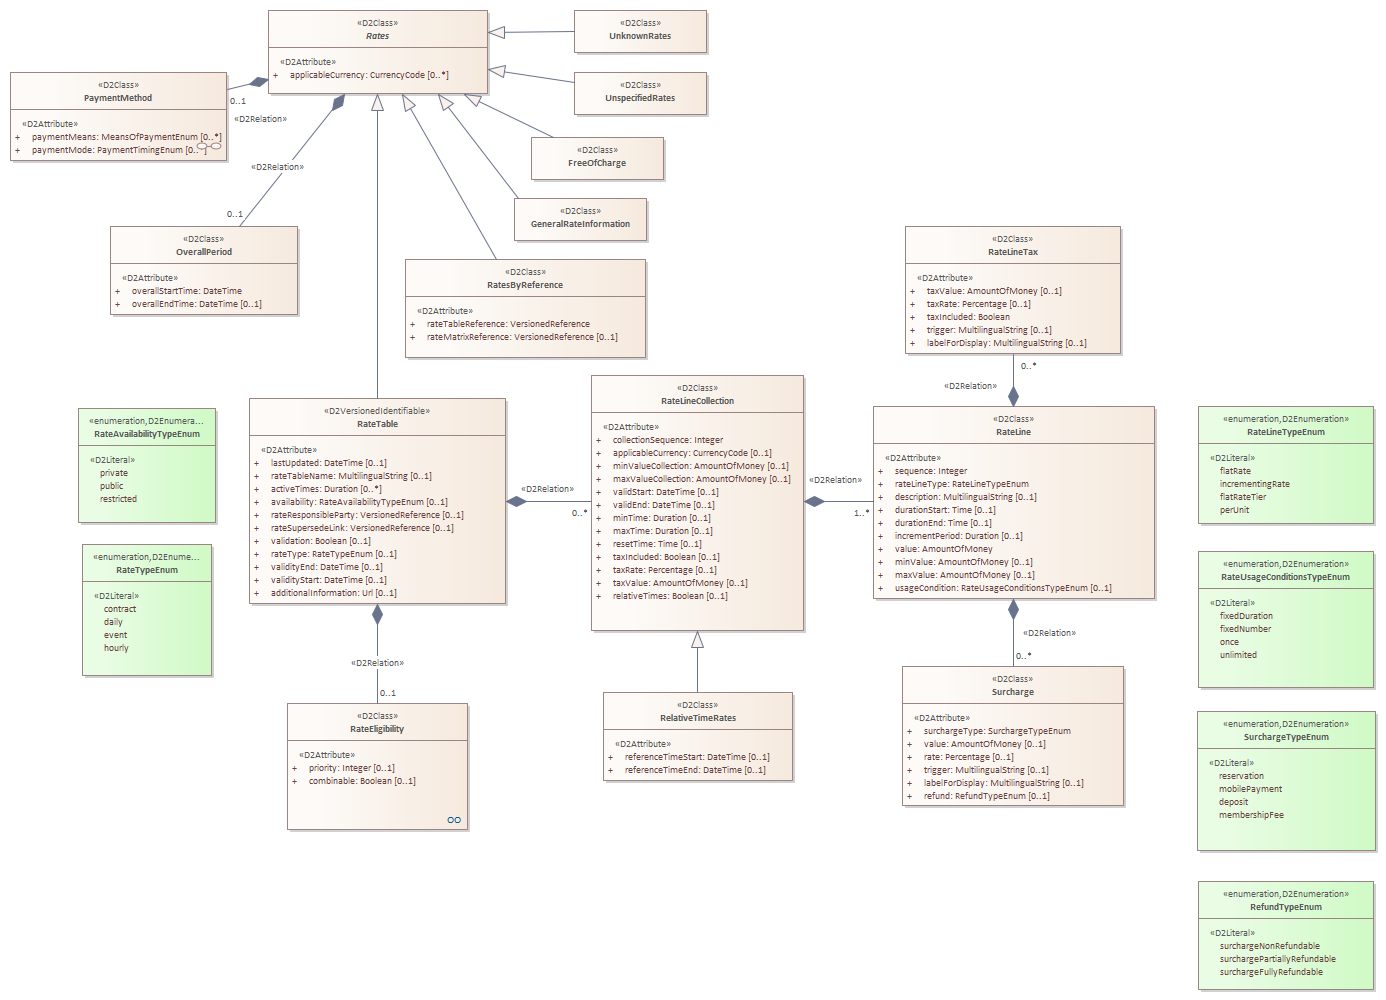 «D2Class»
Rates
«D2Attribute»
+ applicableCurrency: CurrencyCode [0..*]
«D2Class»
UnknownRates
«D2Class»
UnspecifiedRates
«D2Class»
PaymentMethod
«D2Attribute»
+ paymentMeans: MeansOfPaymentEnum [0..*]
+ paymentMode: PaymentTimingEnum
0..1
«D2Relation»
«D2Relation»
0..1
«D2Class»
FreeOfCharge
«D2Class»
GeneralRateInformation
«D2Class»
OverallPeriod
«D2Attribute»
+ overallStartTime: DateTime
+ overallEndTime: DateTime [0..1]
«D2Class»
RatesByReference
«D2Attribute»
+ rateTableReference: VersionedReference
+ rateMatrixReference: VersionedReference [0..1]
«D2Class»
RateLineTax
«D2Attribute»
+ taxValue: AmountOfMoney [0..1]
+ taxRate: Percentage [0..1]
+ taxIncluded: Boolean
+ trigger: MultilingualString [0..1]
+ labelForDisplay: MultilingualString [0..1]
0..*
«D2Relation»
«enumeration,D2Enumera...
RateAvailabilityTypeEnum
«D2Literal»
private
public
restricted
«enumeration,D2Enume...
RateTypeEnum
«D2Literal»
contract
daily
event
hourly
«D2VersionedIdentifiable»
RateTable
«D2Attribute»
+ lastUpdated: DateTime [0..1]
+ rateTableName: MultilingualString [0..1]
+ activeTimes: Duration [0..*]
+ availability: RateAvailabilityTypeEnum [0..1]
+ rateResponsibleParty: VersionedReference [0..1]
+ rateSupersedeLink: VersionedReference [0..1]
+ validation: Boolean [0..1]
+ rateType: RateTypeEnum [0..1]
+ validityEnd: DateTime [0..1]
+ validityStart: DateTime [0..1]
+ additionalInformation: Url [0..1]
«D2Relation»
0..*
«D2Class»
RateLineCollection
«D2Attribute»
+ collectionSequence: Integer
+ applicableCurrency: CurrencyCode [0..1]
+ minValueCollection: AmountOfMoney [0..1]
+ maxValueCollection: AmountOfMoney [0..1]
+ validStart: DateTime [0..1]
+ validEnd: DateTime [0..1]
+ minTime: Duration [0..1]
+ maxTime: Duration [0..1]
+ resetTime: Time [0..1]
+ taxIncluded: Boolean [0..1]
+ taxRate: Percentage [0..1]
+ taxValue: AmountOfMoney [0..1]
+ relativeTimes: Boolean [0..1]
«D2Relation»
1..*
«D2Class»
RateLine
«D2Attribute»
+ sequence: Integer
+ rateLineType: RateLineTypeEnum
+ description: MultilingualString [0..1]
+ durationStart: Time [0..1]
+ durationEnd: Time [0..1]
+ incrementPeriod: Duration [0..1]
+ value: AmountOfMoney
+ minValue: AmountOfMoney [0..1]
+ maxValue: AmountOfMoney [0..1]
+ usageCondition: RateUsageConditionsTypeEnum [0..1]
«enumeration,D2Enumeration»
RateLineTypeEnum
«D2Literal»
flatRate
incrementingRate
flatRateTier
perUnit
«enumeration,D2Enumeration»
RateUsageConditionsTypeEnum
«D2Literal»
fixedDuration
fixedNumber
once
unlimited
«D2Relation»
0..1
«D2Relation»
0..*
«D2Class»
RateEligibility
«D2Attribute»
+ priority: Integer [0..1]
+ combinable: Boolean [0..1]
«D2Class»
RelativeTimeRates
«D2Attribute»
+ referenceTimeStart: DateTime [0..1]
+ referenceTimeEnd: DateTime [0..1]
«D2Class»
Surcharge
«D2Attribute»
+ surchargeType: SurchargeTypeEnum
+ value: AmountOfMoney [0..1]
+ rate: Percentage [0..1]
+ trigger: MultilingualString [0..1]
+ labelForDisplay: MultilingualString [0..1]
+ refund: RefundTypeEnum [0..1]
«enumeration,D2Enumeration»
SurchargeTypeEnum
«D2Literal»
reservation
mobilePayment
deposit
membershipFee
«enumeration,D2Enumeration»
RefundTypeEnum
«D2Literal»
surchargeNonRefundable
surchargePartiallyRefundable
surchargeFullyRefundable